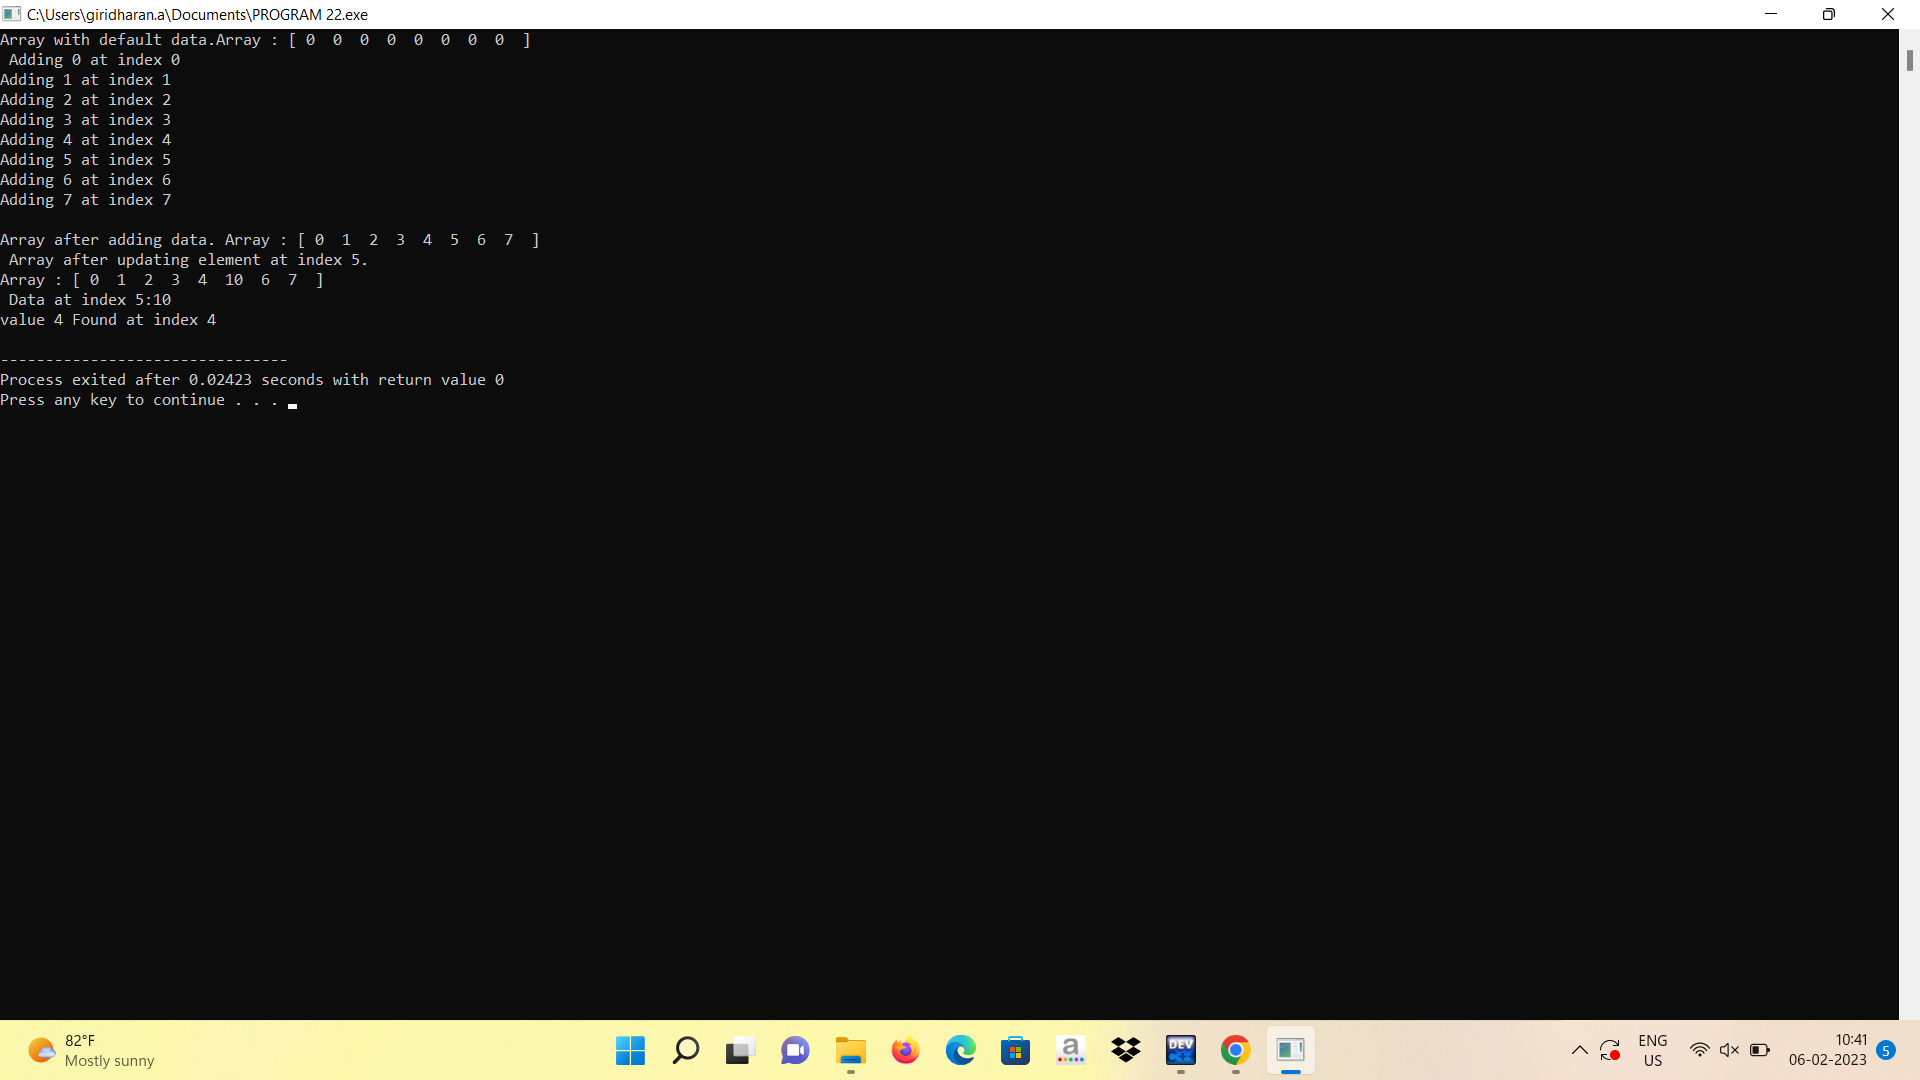 C:\Users\giridharan.a\Documents\PROGRAM 22.exe
Array with default data.Array : [ 0  0  0  0  0  0  0  0  ]
 Adding 0 at index 0
Adding 1 at index 1
Adding 2 at index 2
Adding 3 at index 3
Adding 4 at index 4
Adding 5 at index 5
Adding 6 at index 6
Adding 7 at index 7

Array after adding data. Array : [ 0  1  2  3  4  5  6  7  ]
 Array after updating element at index 5.
Array : [ 0  1  2  3  4  10  6  7  ]
 Data at index 5:10
value 4 Found at index 4

--------------------------------
Process exited after 0.02423 seconds with return value 0
Press any key to continue . . .
82°F
Mostly sunny
a
DEV
C++
ENG
US
10:41
06-02-2023
5